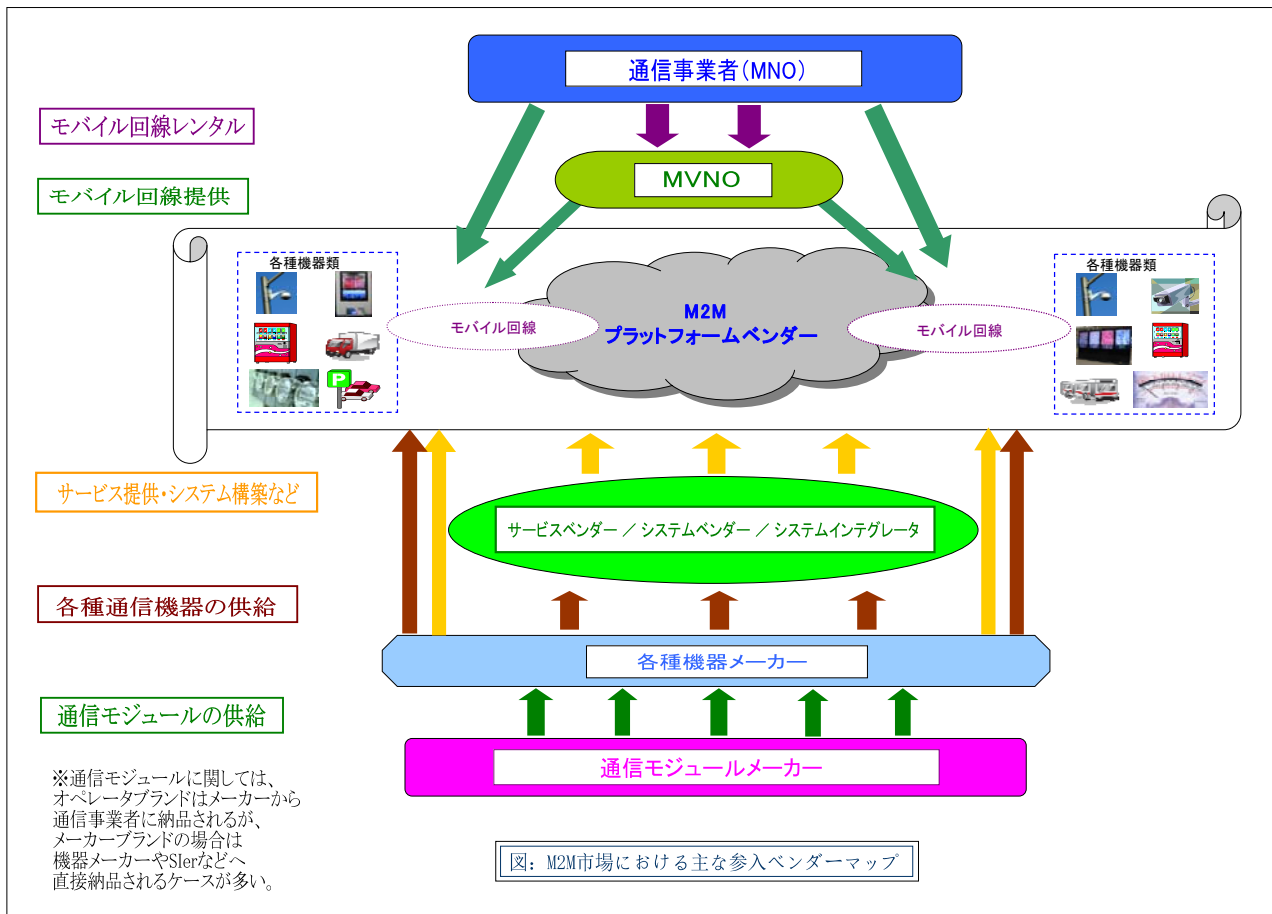 通信事業者(MNO)
モバイル回線レンタル
MVNO
モバイル回線提供
各種機器類
各種機器類
M2M
プラットフォームベンダー
モバイル回線
モバイル回線
サービス提供・システム構築など
サービスベンダー ／ システムベンダー ／ システムインテグレータ
各種通信機器の供給
各種機器メーカー
通信モジュールの供給
通信モジュールメーカー
※通信モジュールに関しては、
オペレータブランドはメーカーから
通信事業者に納品されるが、
メーカーブランドの場合は
機器メーカーやSIerなどへ
直接納品されるケースが多い。
図：M2M市場における主な参入ベンダーマップ
P